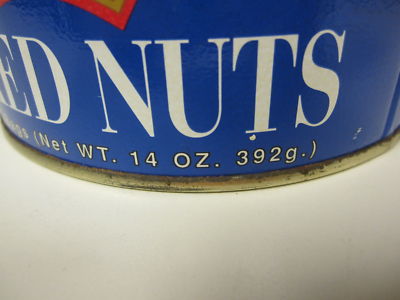 ED NUTS
(Net WT. 14 OZ. 392g.)